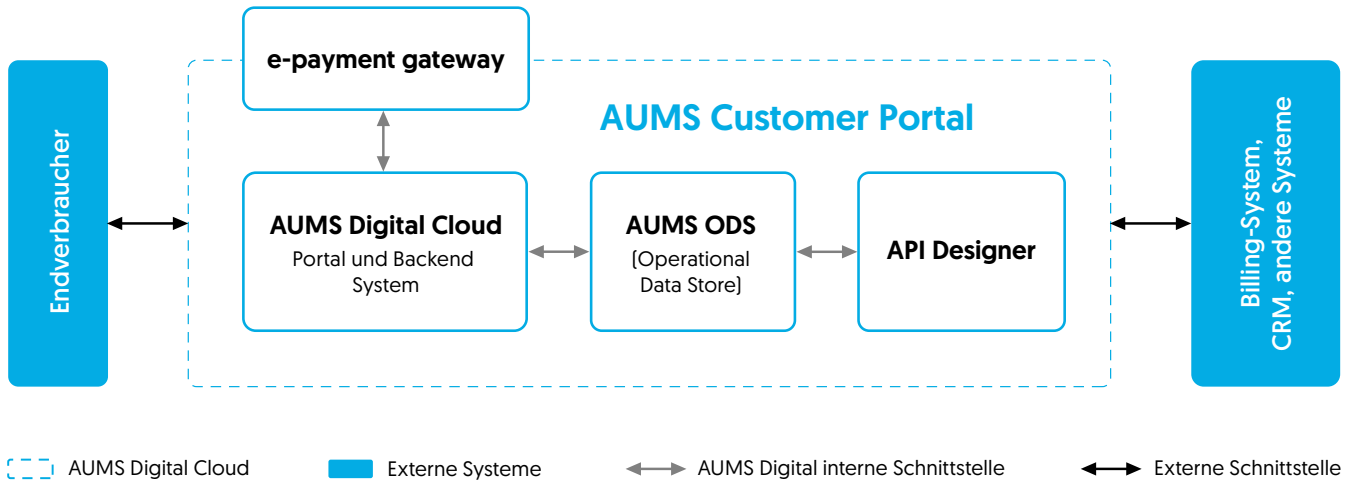 e-payment gateway
AUMS Customer Portal
Endverbraucher
AUMS Digital Cloud
Portal und Backend
System
AUMS ODS
(Operational
Data Store)
API Designer
Billing-System,
CRM, andere Systeme
AUMS Digital Cloud
Externe Systeme
AUMS Digital interne Schnittstelle
Externe Schnittstelle